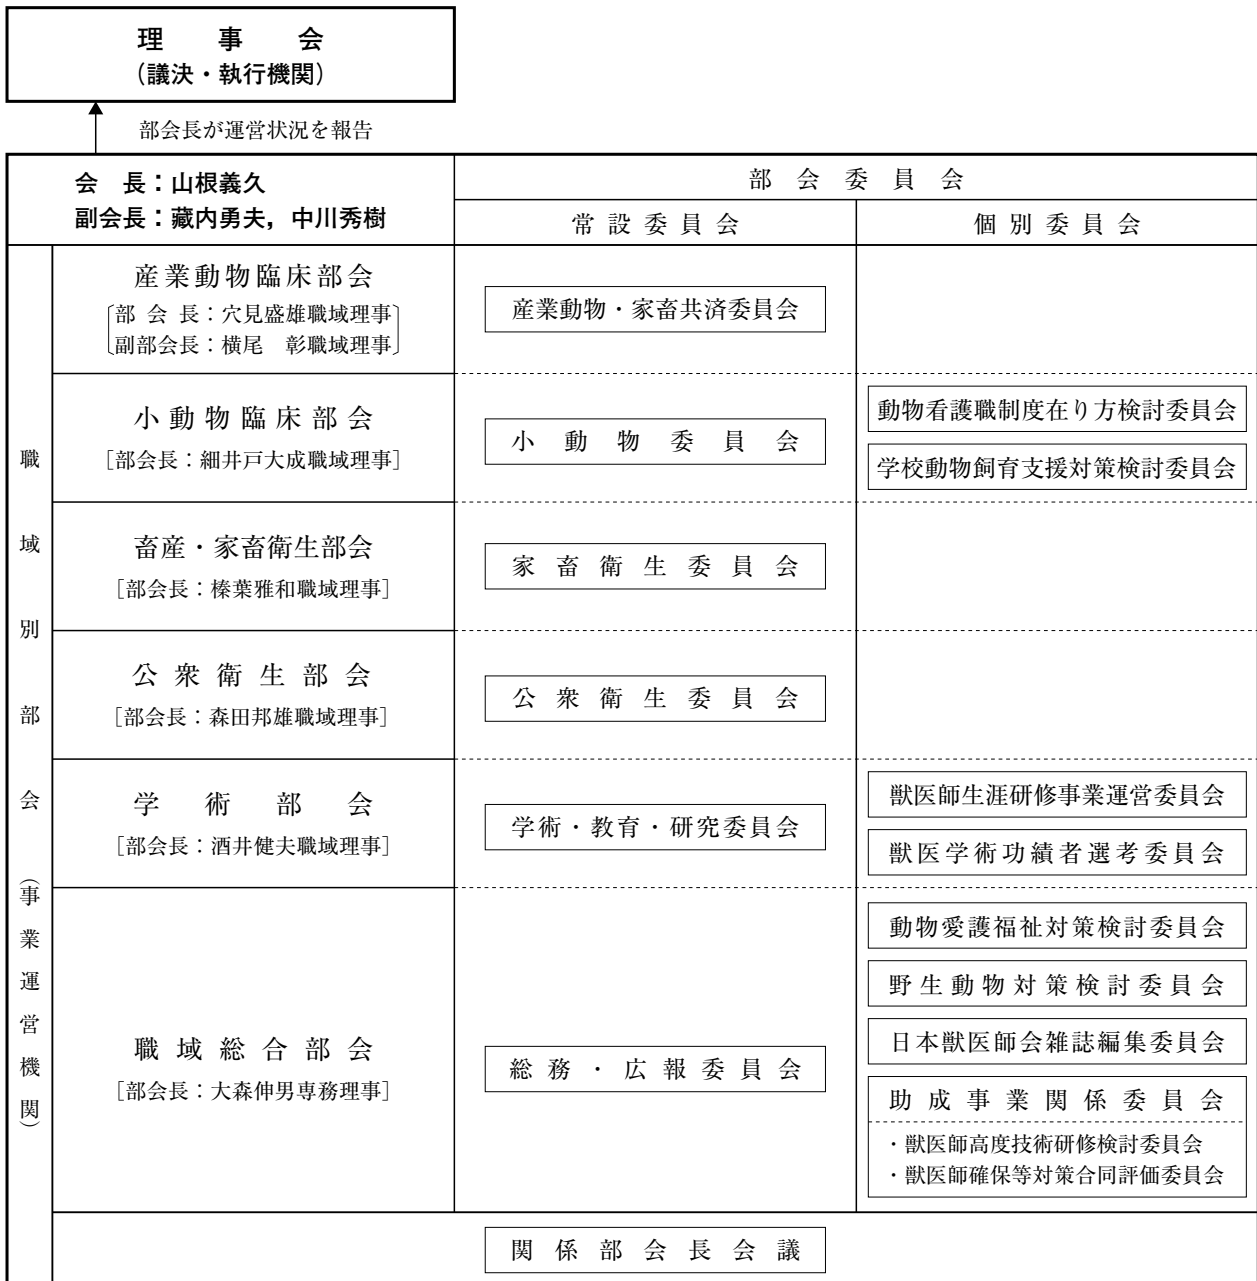 理事会
(議決・執行機関)
部会長が運営状況を報告
会　長：山根義久
副会長：藏内勇夫，中川秀樹
部会委員会
常設委員会
個別委員会
職域別部会（事業運営機関）
産業動物臨床部会
部会長：穴見盛雄職域理事
副部会長：横尾　彰職域理事
産業動物・家畜共済委員会
小動物臨床部会
［部会長：細井戸大成職域理事］
小動物委員会
動物看護職制度在り方検討委員会
学校動物飼育支援対策検討委員会
畜産・家畜衛生部会
［部会長：榛葉雅和職域理事］
家畜衛生委員会
公衆衛生部会
［部会長：森田邦雄職域理事］
公衆衛生委員会
学術部会
［部会長：酒井健夫職域理事］
学術・教育・研究委員会
獣医師生涯研修事業運営委員会
獣医学術功績者選考委員会
職域総合部会
［部会長：大森伸男専務理事］
総務・広報委員会
動物愛護福祉対策検討委員会
野生動物対策検討委員会
日本獣医師会雑誌編集委員会
助成事業関係委員会
・獣医師高度技術研修検討委員会
・獣医師確保等対策合同評価委員会
関係部会長会議